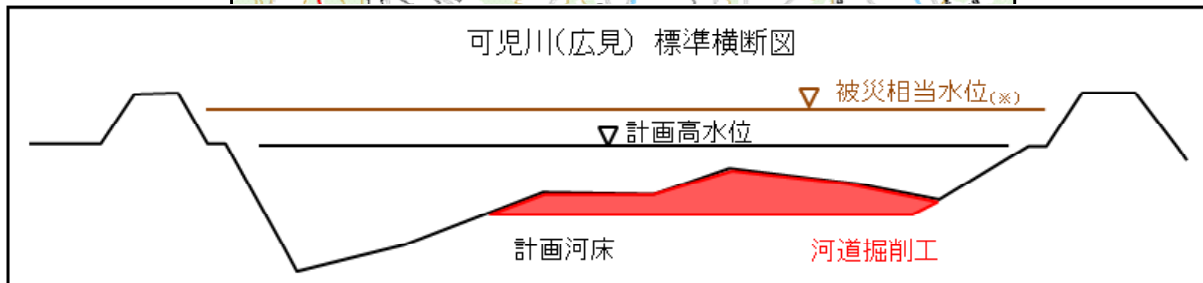 可児川(広見) 標準横断図
被災相当水位(※)
計画高水位
計画河床
河道掘削工